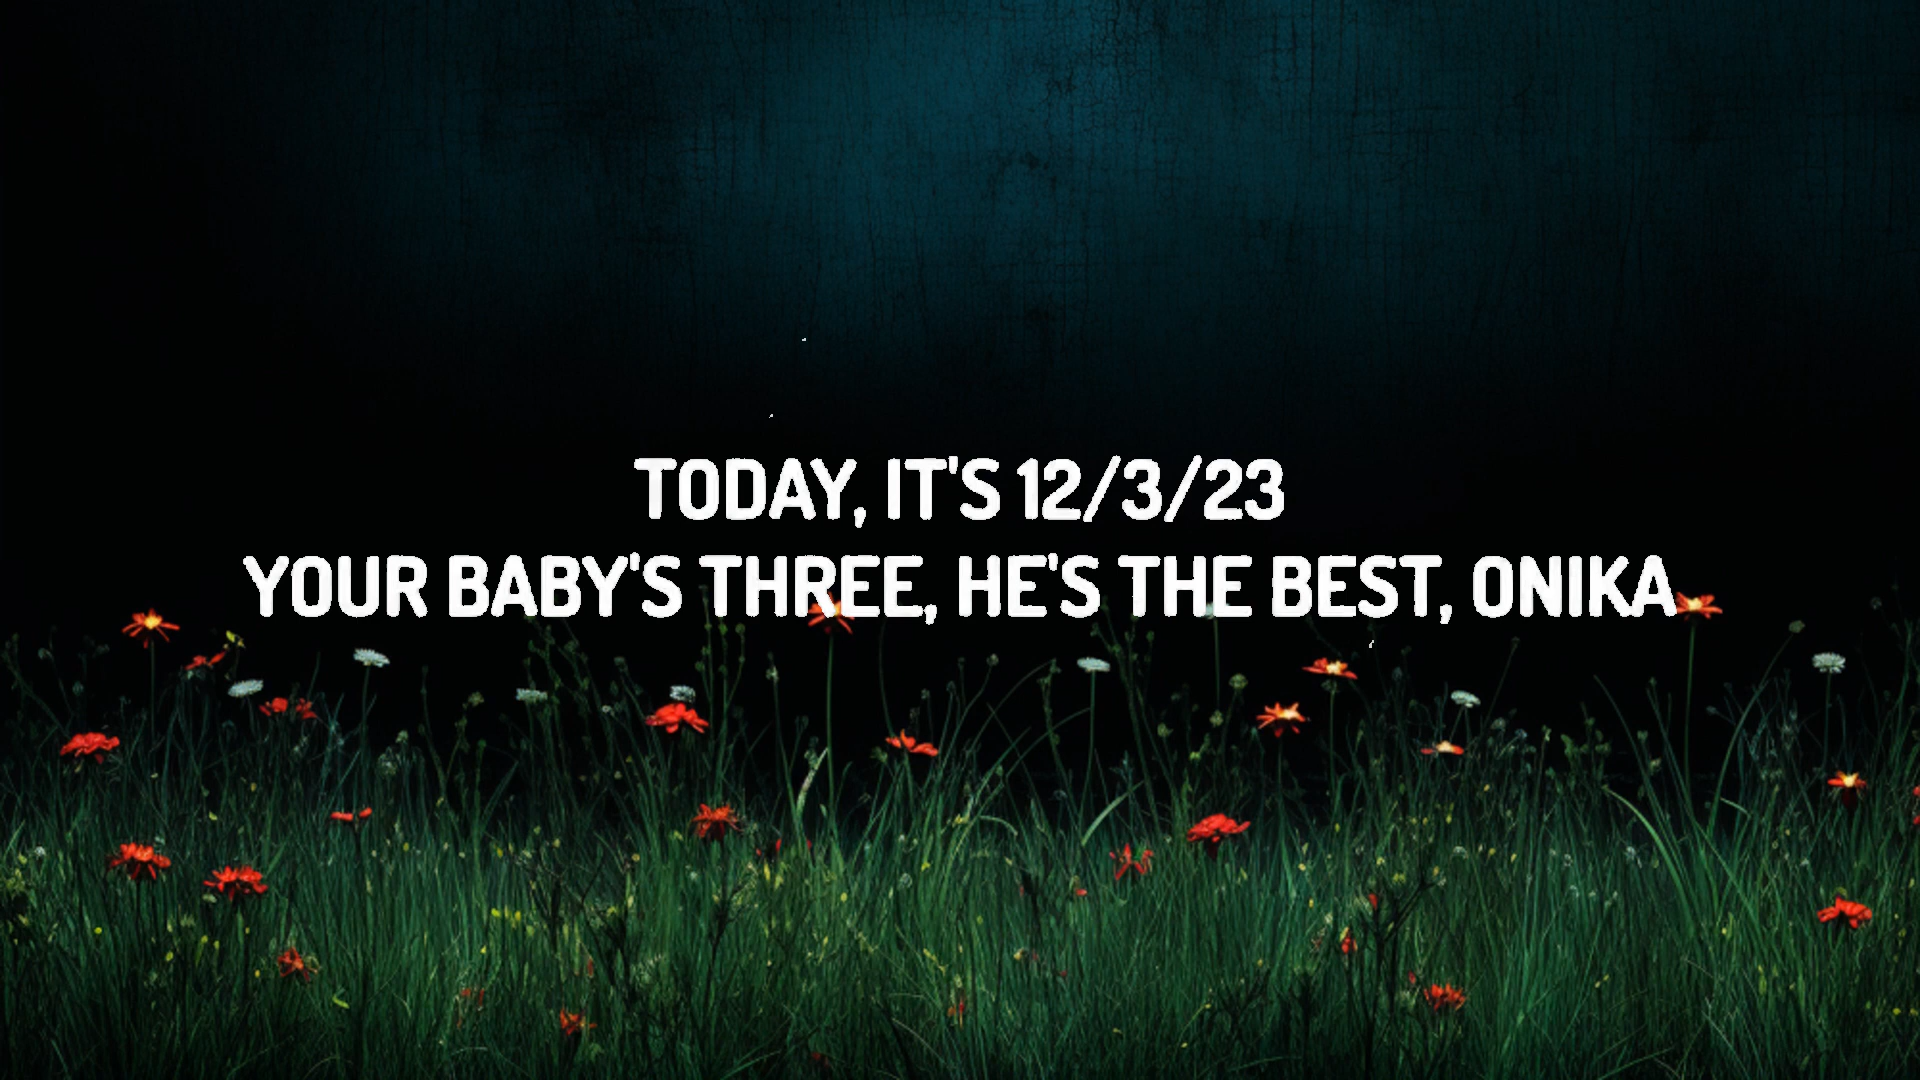 TODAY, IT'S 12/3/23
YOUR BABY'S THREE, HE'S THE BEST, ONIKA